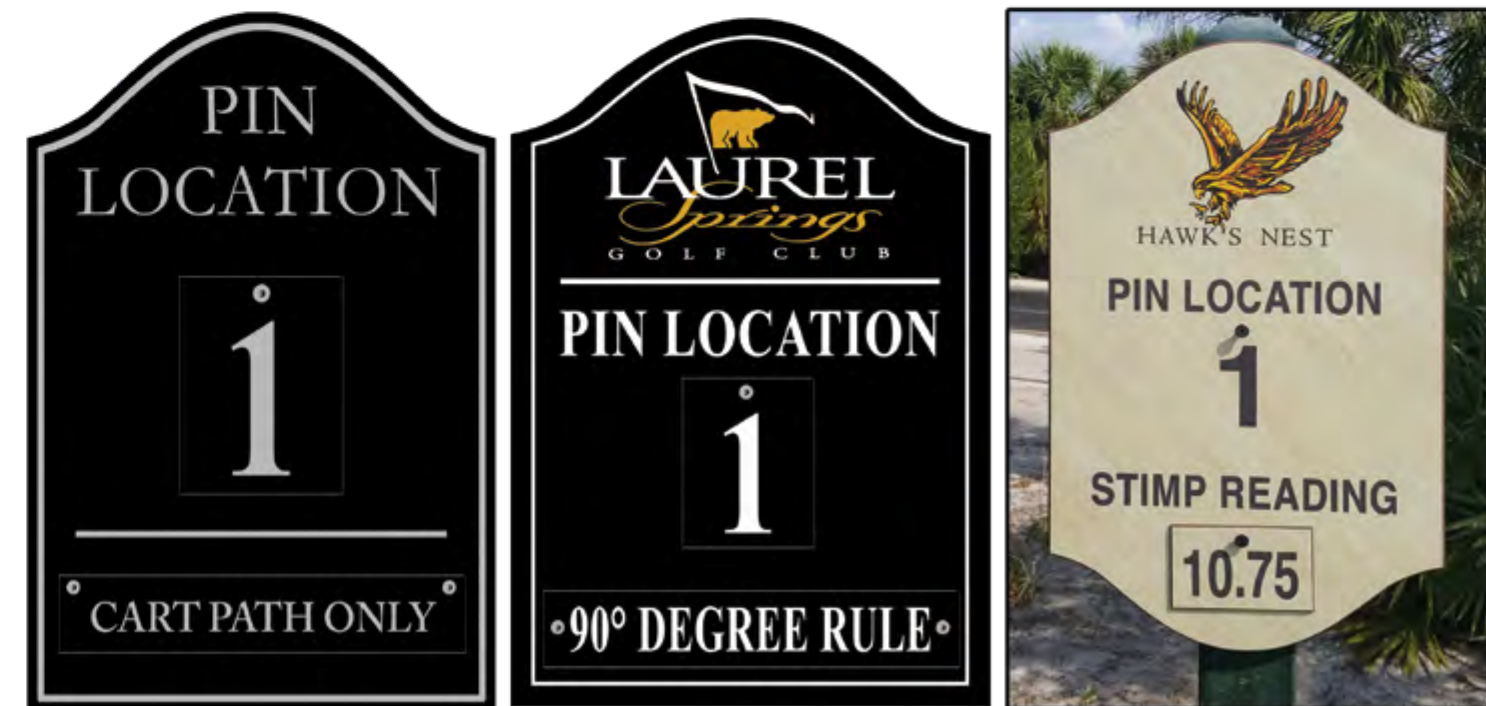 PIN
LOCATION
1
CART PATH ONLY
LAUREL
Springs
GOLF CLUB
PIN LOCATION
1
90° DEGREE RULE
HAWK'S NEST
PIN LOCATION
1
STIMP READING
10.75